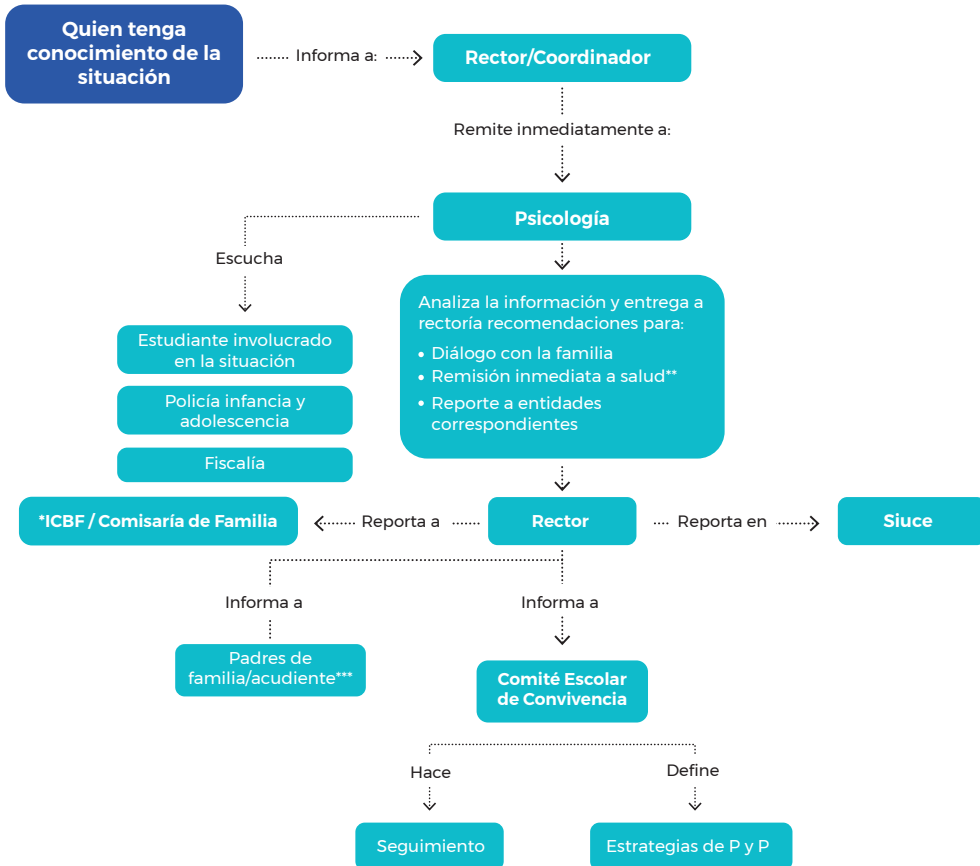 Quien tenga
conocimiento de la
situación
Informa a:
Rector/Coordinador
Remite inmediatamente a:
Psicología
Escucha
Estudiante involucrado
en la situación
Policía infancia y
adolescencia
Fiscalía
Analiza la información y entrega a
rectoría recomendaciones para:
• Diálogo con la familia
• Remisión inmediata a salud**
• Reporte a entidades
correspondientes
*ICBF / Comisaría de Familia
Reporta a
Rector
Reporta en
Siuce
Informa a
Padres de
familia/acudiente***
Informa a
Comité Escolar
de Convivencia
Hace
Seguimiento
Define
Estrategias de P y P